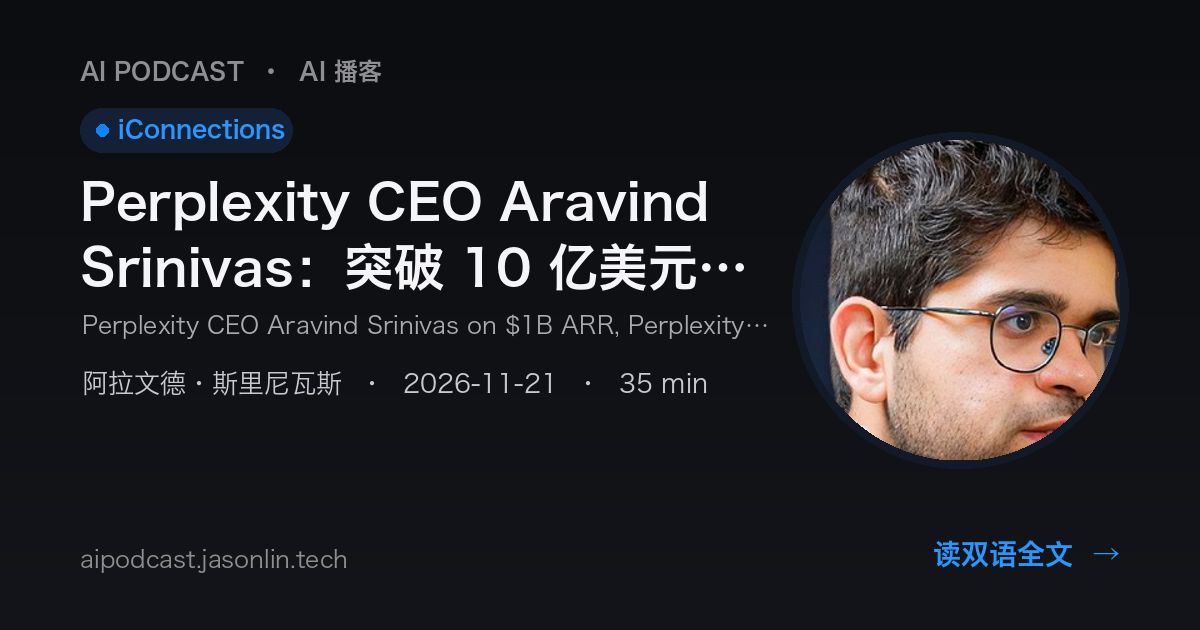 AI PODCAST · AI 播客
iConnections
Perplexity CEO Aravind
Srinivas：突破 10 亿美元…
Perplexity CEO Aravind Srinivas on $1B ARR, Perplexity…
阿拉文德·斯里尼瓦斯 · 2026-11-21 · 35 min
aipodcast.jasonlin.tech
读双语全文 →